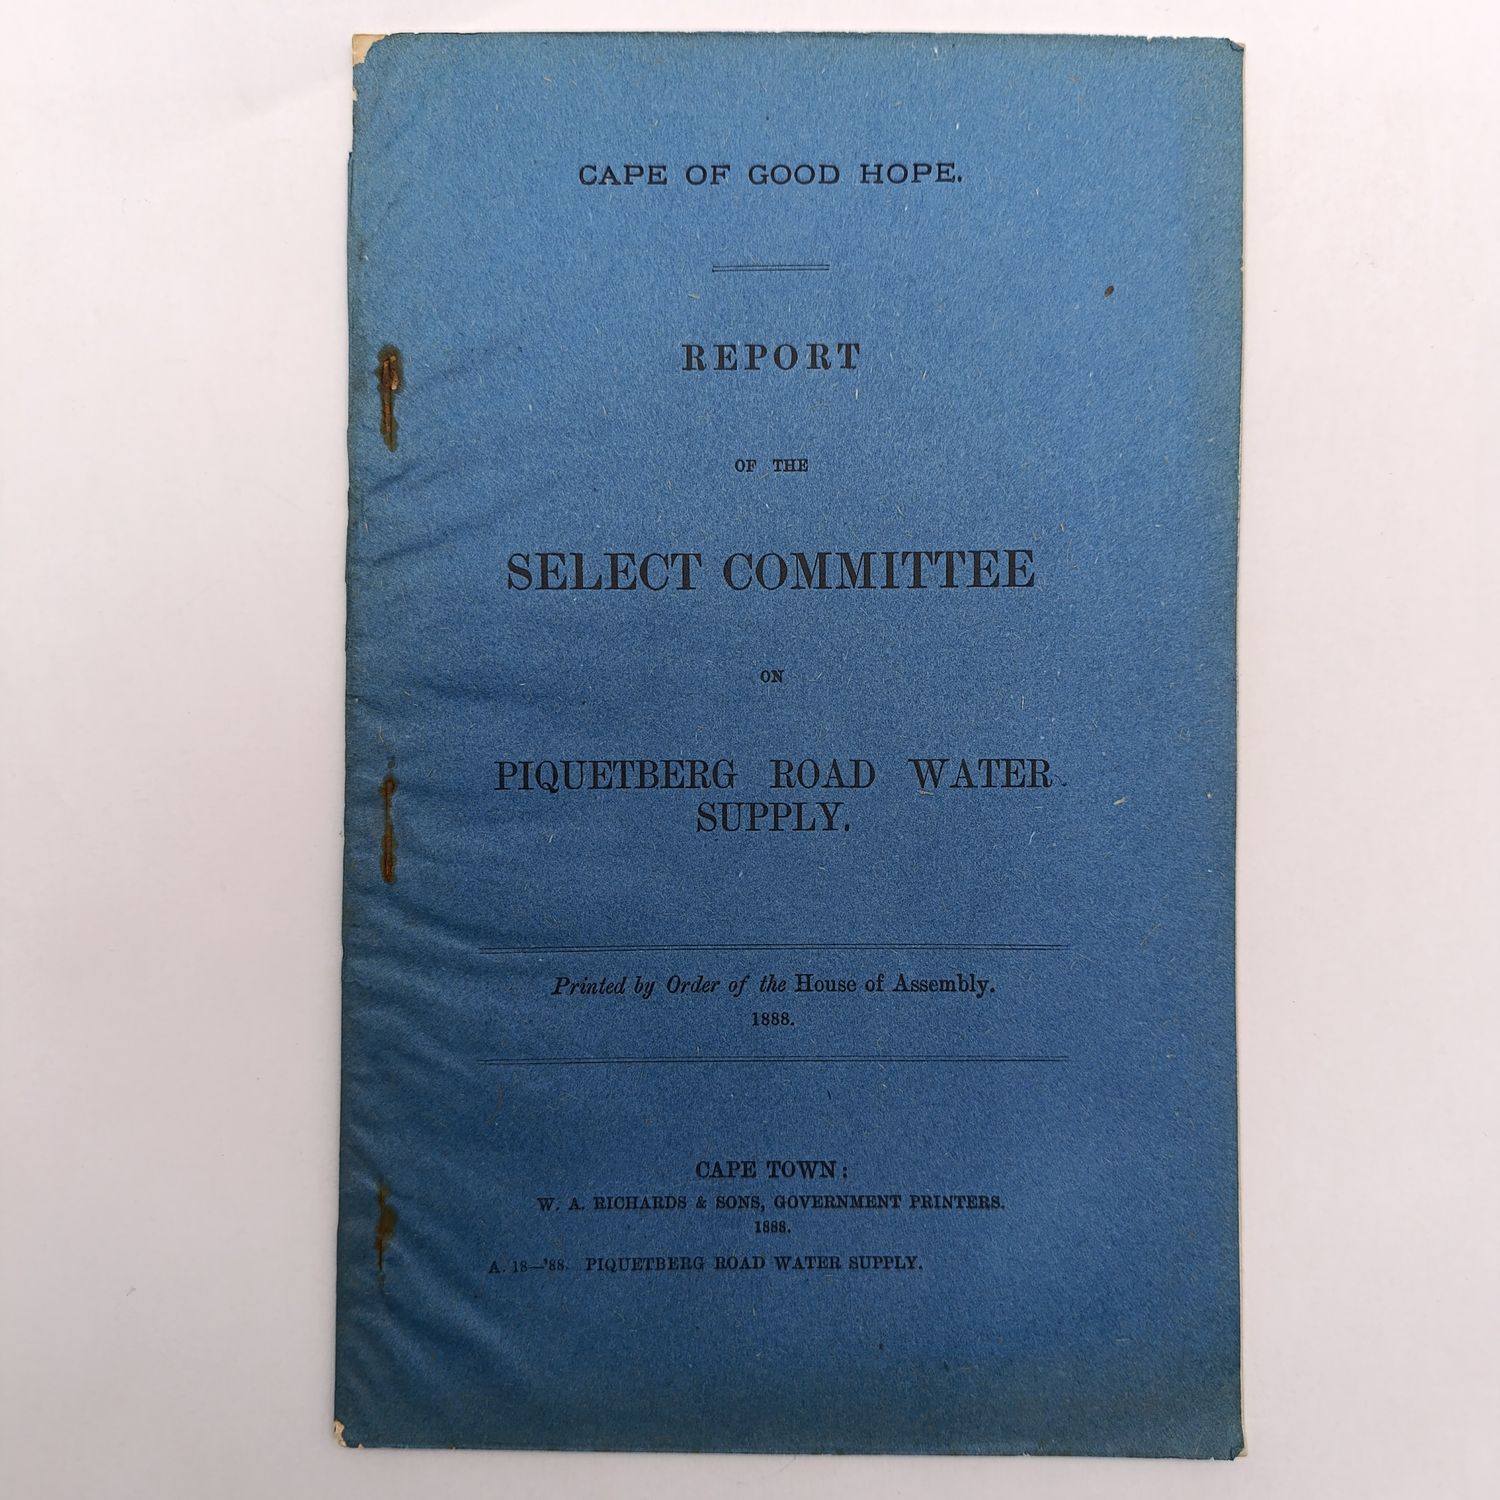 CAPE OF GOOD HOPE.
REPORT
OF THE
SELECT COMMITTEE
ON
PIQUETBERG ROAD WATER
SUPPLY.
Printed by Order of the House of Assembly.
1888.
CAPE TOWN:
W. A. RICHARDS & SONS, GOVERNMENT PRINTERS.
1888.
A. 18—'88. PIQUETBERG ROAD WATER SUPPLY.